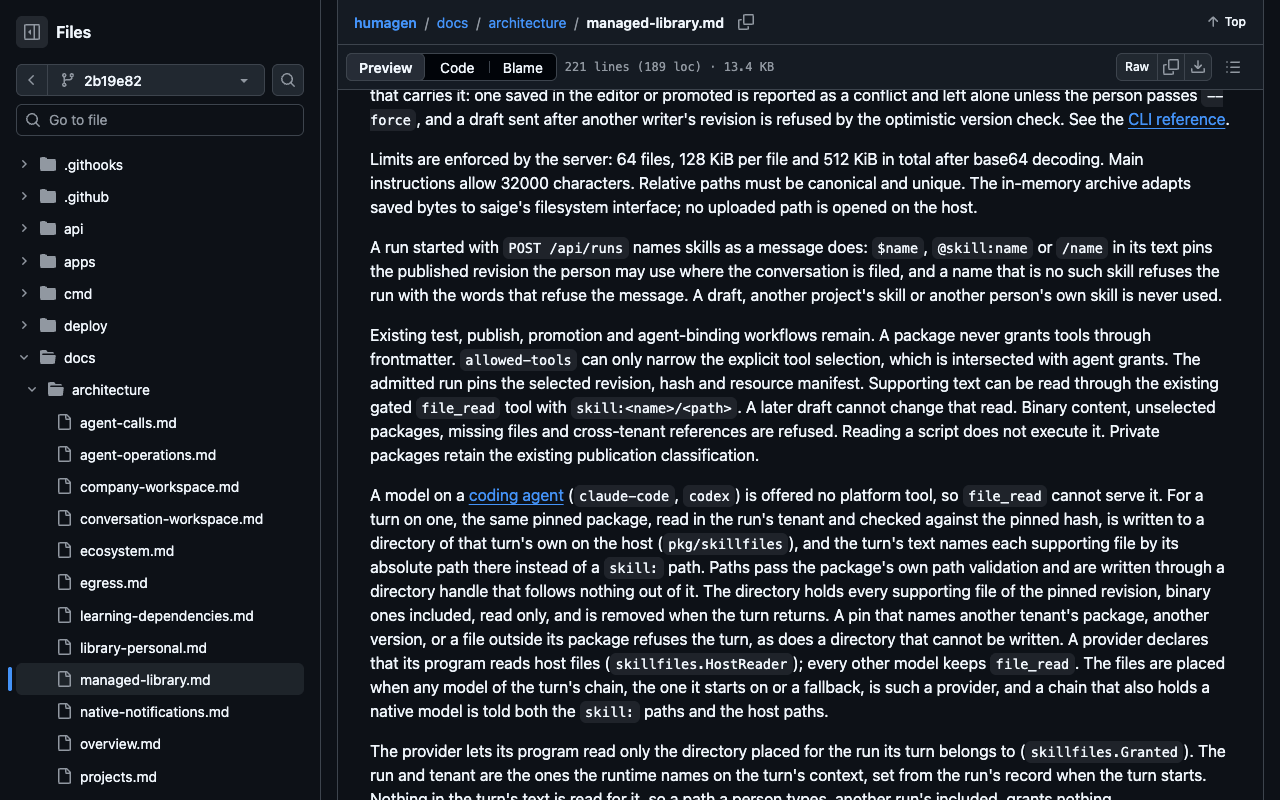 Files
2b19e82
Go to file
.githooks
.github
api
apps
cmd
deploy
docs
architecture
agent-calls.md
agent-operations.md
company-workspace.md
conversation-workspace.md
ecosystem.md
egress.md
learning-dependencies.md
library-personal.md
managed-library.md
native-notifications.md
overview.md
projects.md
humagen / docs / architecture / managed-library.md
Top
Preview Code Blame 221 lines (189 loc) · 13.4 KB Raw
that carries it: one saved in the editor or promoted is reported as a conflict and left alone unless the person passes --
force , and a draft sent after another writer's revision is refused by the optimistic version check. See the CLI reference.
Limits are enforced by the server: 64 files, 128 KiB per file and 512 KiB in total after base64 decoding. Main
instructions allow 32000 characters. Relative paths must be canonical and unique. The in-memory archive adapts
saved bytes to saige's filesystem interface; no uploaded path is opened on the host.
A run started with POST /api/runs names skills as a message does: $name , @skill:name or /name in its text pins
the published revision the person may use where the conversation is filed, and a name that is no such skill refuses the
run with the words that refuse the message. A draft, another project's skill or another person's own skill is never used.
Existing test, publish, promotion and agent-binding workflows remain. A package never grants tools through
frontmatter. allowed-tools can only narrow the explicit tool selection, which is intersected with agent grants. The
admitted run pins the selected revision, hash and resource manifest. Supporting text can be read through the existing
gated file_read tool with skill:<name>/<path> . A later draft cannot change that read. Binary content, unselected
packages, missing files and cross-tenant references are refused. Reading a script does not execute it. Private
packages retain the existing publication classification.
A model on a coding agent ( claude-code , codex ) is offered no platform tool, so file_read cannot serve it. For a
turn on one, the same pinned package, read in the run's tenant and checked against the pinned hash, is written to a
directory of that turn's own on the host ( pkg/skillfiles ), and the turn's text names each supporting file by its
absolute path there instead of a skill: path. Paths pass the package's own path validation and are written through a
directory handle that follows nothing out of it. The directory holds every supporting file of the pinned revision, binary
ones included, read only, and is removed when the turn returns. A pin that names another tenant's package, another
version, or a file outside its package refuses the turn, as does a directory that cannot be written. A provider declares
that its program reads host files ( skillfiles.HostReader ); every other model keeps file_read . The files are placed
when any model of the turn's chain, the one it starts on or a fallback, is such a provider, and a chain that also holds a
native model is told both the skill: paths and the host paths.
The provider lets its program read only the directory placed for the run its turn belongs to ( skillfiles.Granted ). The
run and tenant are the ones the runtime names on the turn's context, set from the run's record when the turn starts.
Nothing in the turn's text is read for it, so a path a person types, another run's included, grants nothing.